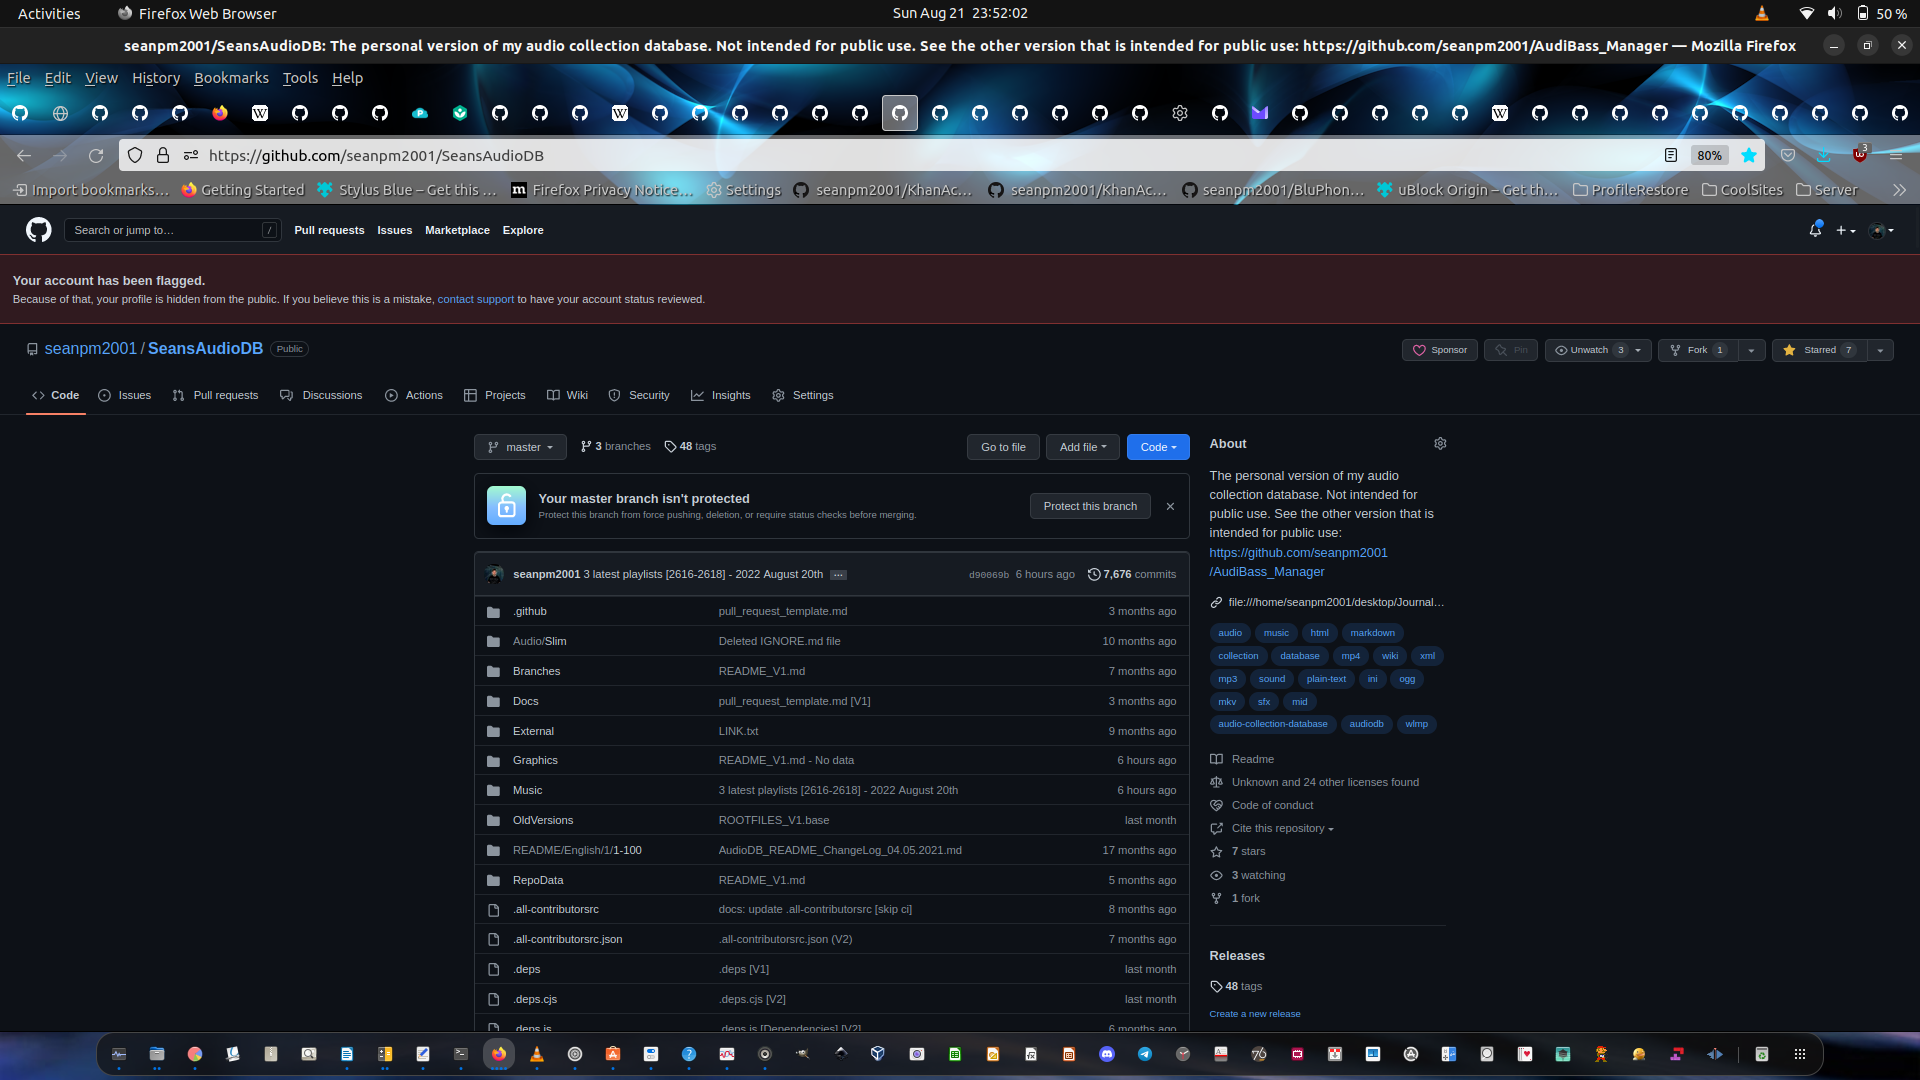 Activities Firefox Web Browser Sun Aug 21 23:52:02 50 %
seanpm2001/SeansAudioDB: The personal version of my audio collection database. Not intended for public use. See the other version that is intended for public use: https://github.com/seanpm2001/AudiBass_Manager — Mozilla Firefox
File Edit View History Bookmarks Tools Help
https://github.com/seanpm2001/SeansAudioDB 80% 3
Import bookmarks… Getting Started Stylus Blue – Get this … Firefox Privacy Notice… Settings seanpm2001/KhanAc… seanpm2001/KhanAc… seanpm2001/BluPhon… uBlock Origin – Get th… ProfileRestore CoolSites Server
Search or jump to… / Pull requests Issues Marketplace Explore
Your account has been flagged.
Because of that, your profile is hidden from the public. If you believe this is a mistake, contact support to have your account status reviewed.
seanpm2001 / SeansAudioDB Public Sponsor Pin Unwatch 3 Fork 1 Starred 7
Code Issues Pull requests Discussions Actions Projects Wiki Security Insights Settings
master 3 branches 48 tags Go to file Add file Code
Your master branch isn't protected
Protect this branch from force pushing, deletion, or require status checks before merging.
Protect this branch
seanpm2001 3 latest playlists [2616-2618] - 2022 August 20th ... d90069b 6 hours ago 7,676 commits
.github pull_request_template.md 3 months ago
Audio/Slim Deleted IGNORE.md file 10 months ago
Branches README_V1.md 7 months ago
Docs pull_request_template.md [V1] 3 months ago
External LINK.txt 9 months ago
Graphics README_V1.md - No data 6 hours ago
Music 3 latest playlists [2616-2618] - 2022 August 20th 6 hours ago
OldVersions ROOTFILES_V1.base last month
README/English/1/1-100 AudioDB_README_ChangeLog_04.05.2021.md 17 months ago
RepoData README_V1.md 5 months ago
.all-contributorsrc docs: update .all-contributorsrc [skip ci] 8 months ago
.all-contributorsrc.json .all-contributorsrc.json (V2) 7 months ago
.deps .deps [V1] last month
.deps.cjs .deps.cjs [V2] last month
.deps.js .deps.js [Dependencies] [V2] 6 months ago
About
The personal version of my audio
collection database. Not intended for
public use. See the other version that is
intended for public use:
https://github.com/seanpm2001
/AudiBass_Manager
file:///home/seanpm2001/desktop/Journal…
audio music html markdown
collection database mp4 wiki xml
mp3 sound plain-text ini ogg
mkv sfx mid
audio-collection-database audiodb wlmp
Readme
Unknown and 24 other licenses found
Code of conduct
Cite this repository
7 stars
3 watching
1 fork
Releases
48 tags
Create a new release